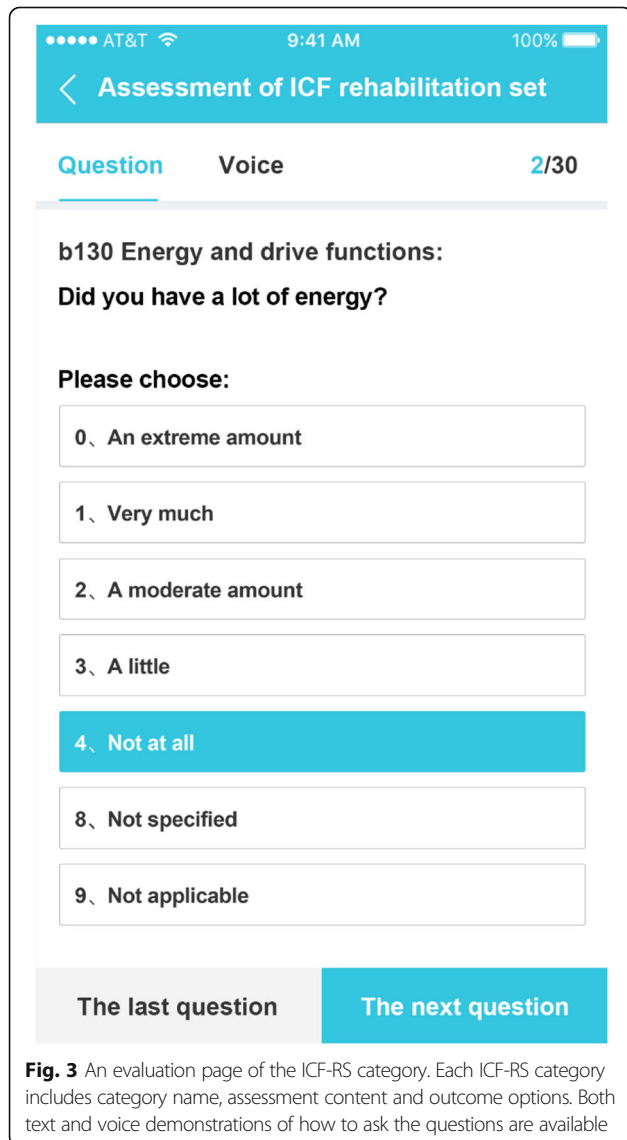 ●●●●● AT&T 9:41 AM 100%
Assessment of ICF rehabilitation set
Question Voice 2/30
b130 Energy and drive functions:
Did you have a lot of energy?
Please choose:
0、An extreme amount
1、Very much
2、A moderate amount
3、A little
4、Not at all
8、Not specified
9、Not applicable
The last question The next question
Fig. 3 An evaluation page of the ICF-RS category. Each ICF-RS category
includes category name, assessment content and outcome options. Both
text and voice demonstrations of how to ask the questions are available